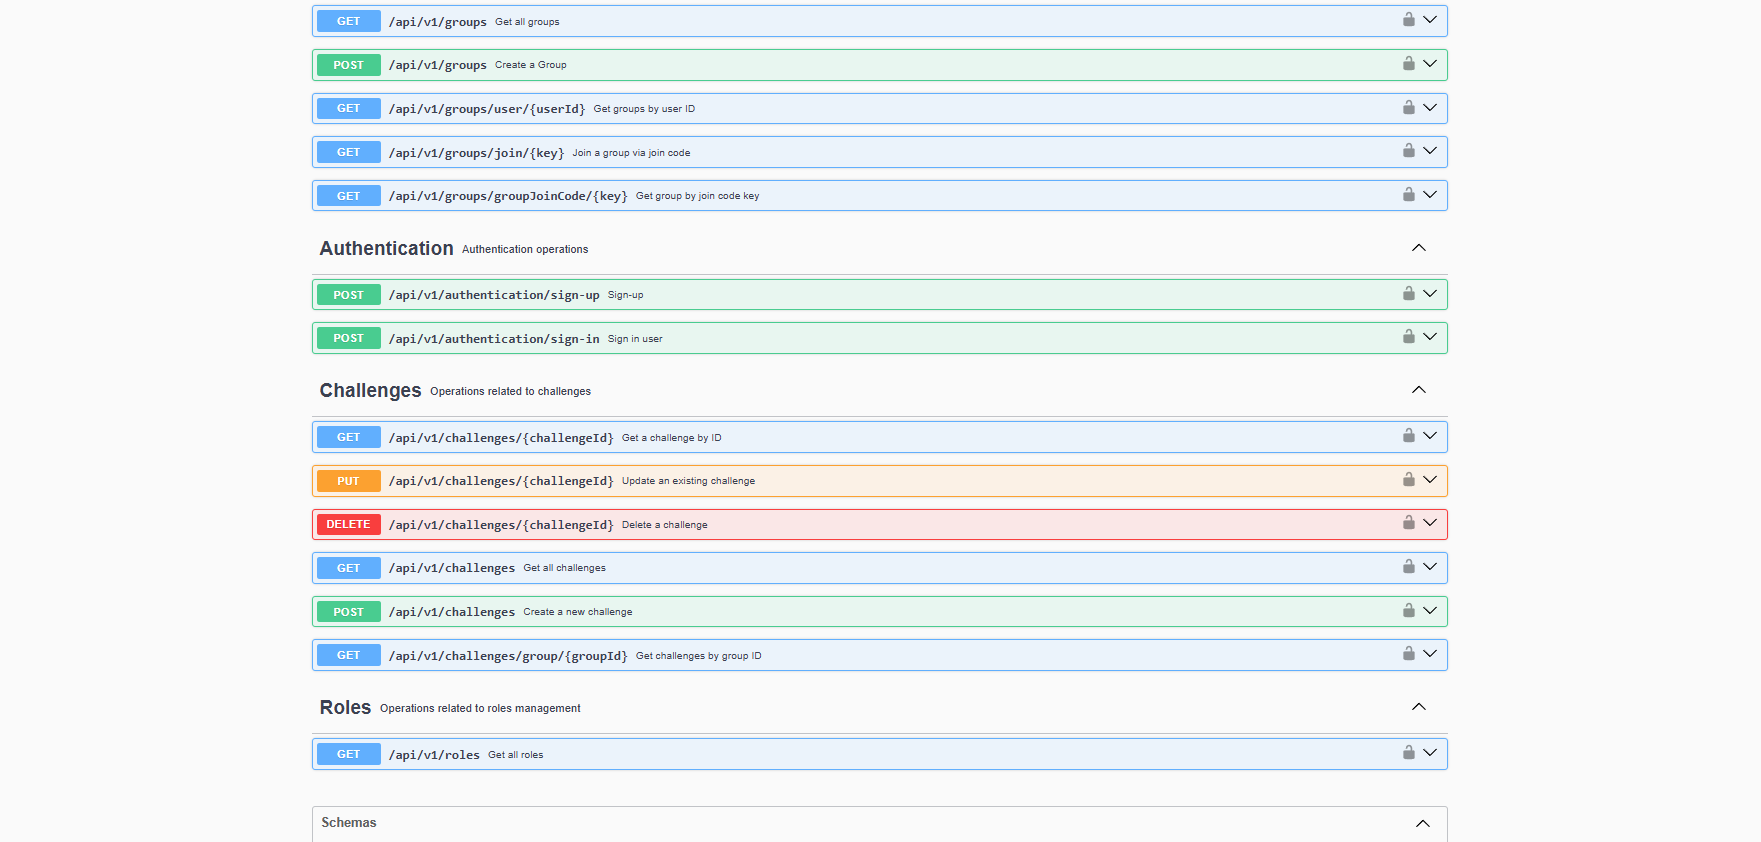 GET /api/v1/groups Get all groups
POST /api/v1/groups Create a Group
GET /api/v1/groups/user/{userId} Get groups by user ID
GET /api/v1/groups/join/{key} Join a group via join code
GET /api/v1/groups/groupJoinCode/{key} Get group by join code key
Authentication Authentication operations
POST /api/v1/authentication/sign-up Sign-up
POST /api/v1/authentication/sign-in Sign in user
Challenges Operations related to challenges
GET /api/v1/challenges/{challengeId} Get a challenge by ID
PUT /api/v1/challenges/{challengeId} Update an existing challenge
DELETE /api/v1/challenges/{challengeId} Delete a challenge
GET /api/v1/challenges Get all challenges
POST /api/v1/challenges Create a new challenge
GET /api/v1/challenges/group/{groupId} Get challenges by group ID
Roles Operations related to roles management
GET /api/v1/roles Get all roles
Schemas